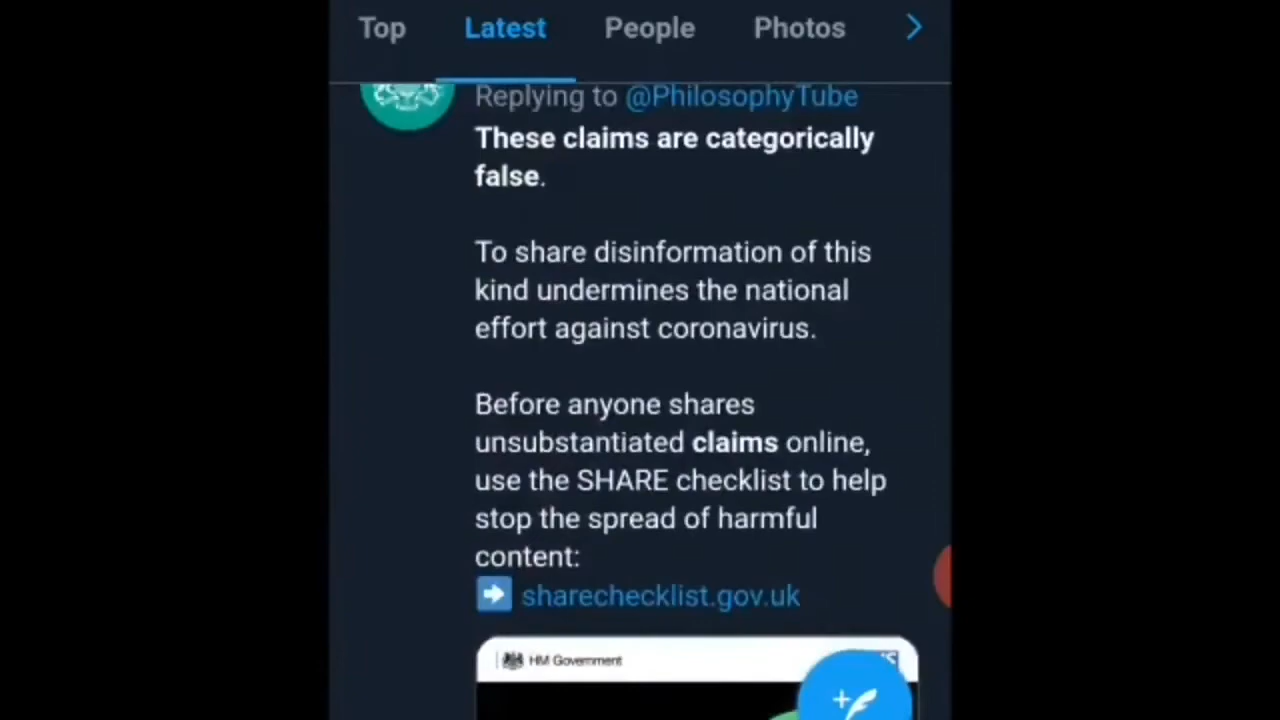 Top Latest People Photos
Replying to @PhilosophyTube
These claims are categorically
false.
To share disinformation of this
kind undermines the national
effort against coronavirus.
Before anyone shares
unsubstantiated claims online,
use the SHARE checklist to help
stop the spread of harmful
content:
sharechecklist.gov.uk
HM Government